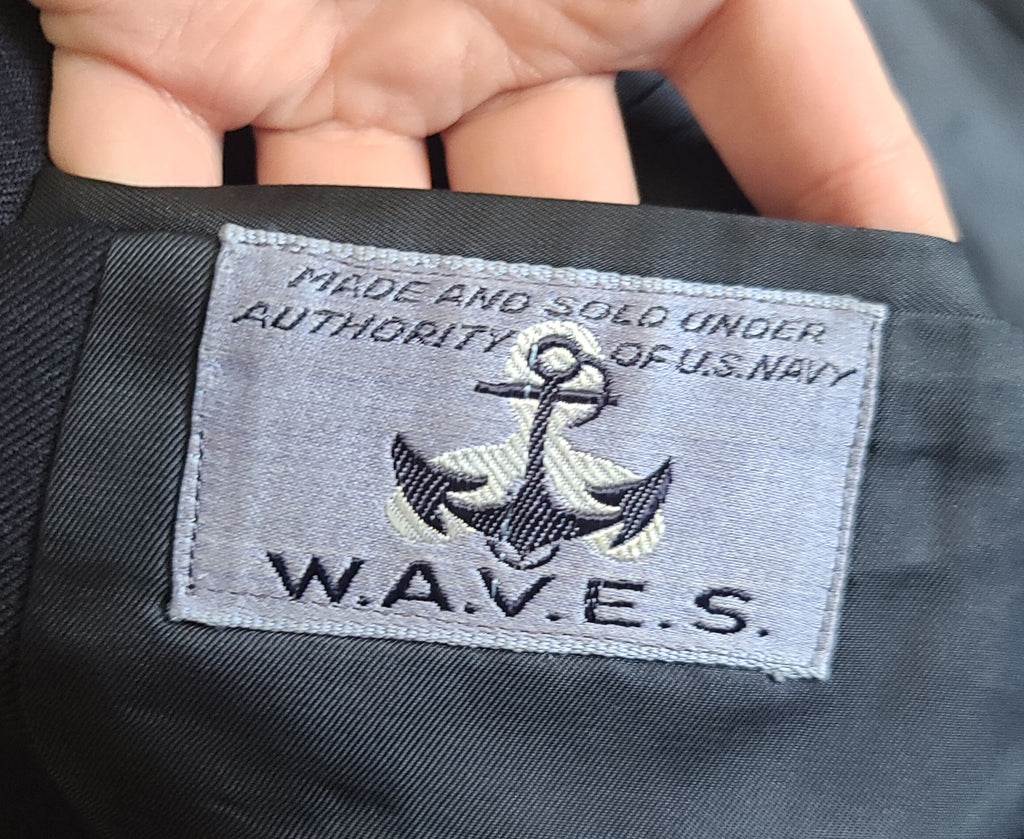 MADE AND SOLD UNDER
AUTHORITY OF U.S. NAVY
W.A.V.E.S.